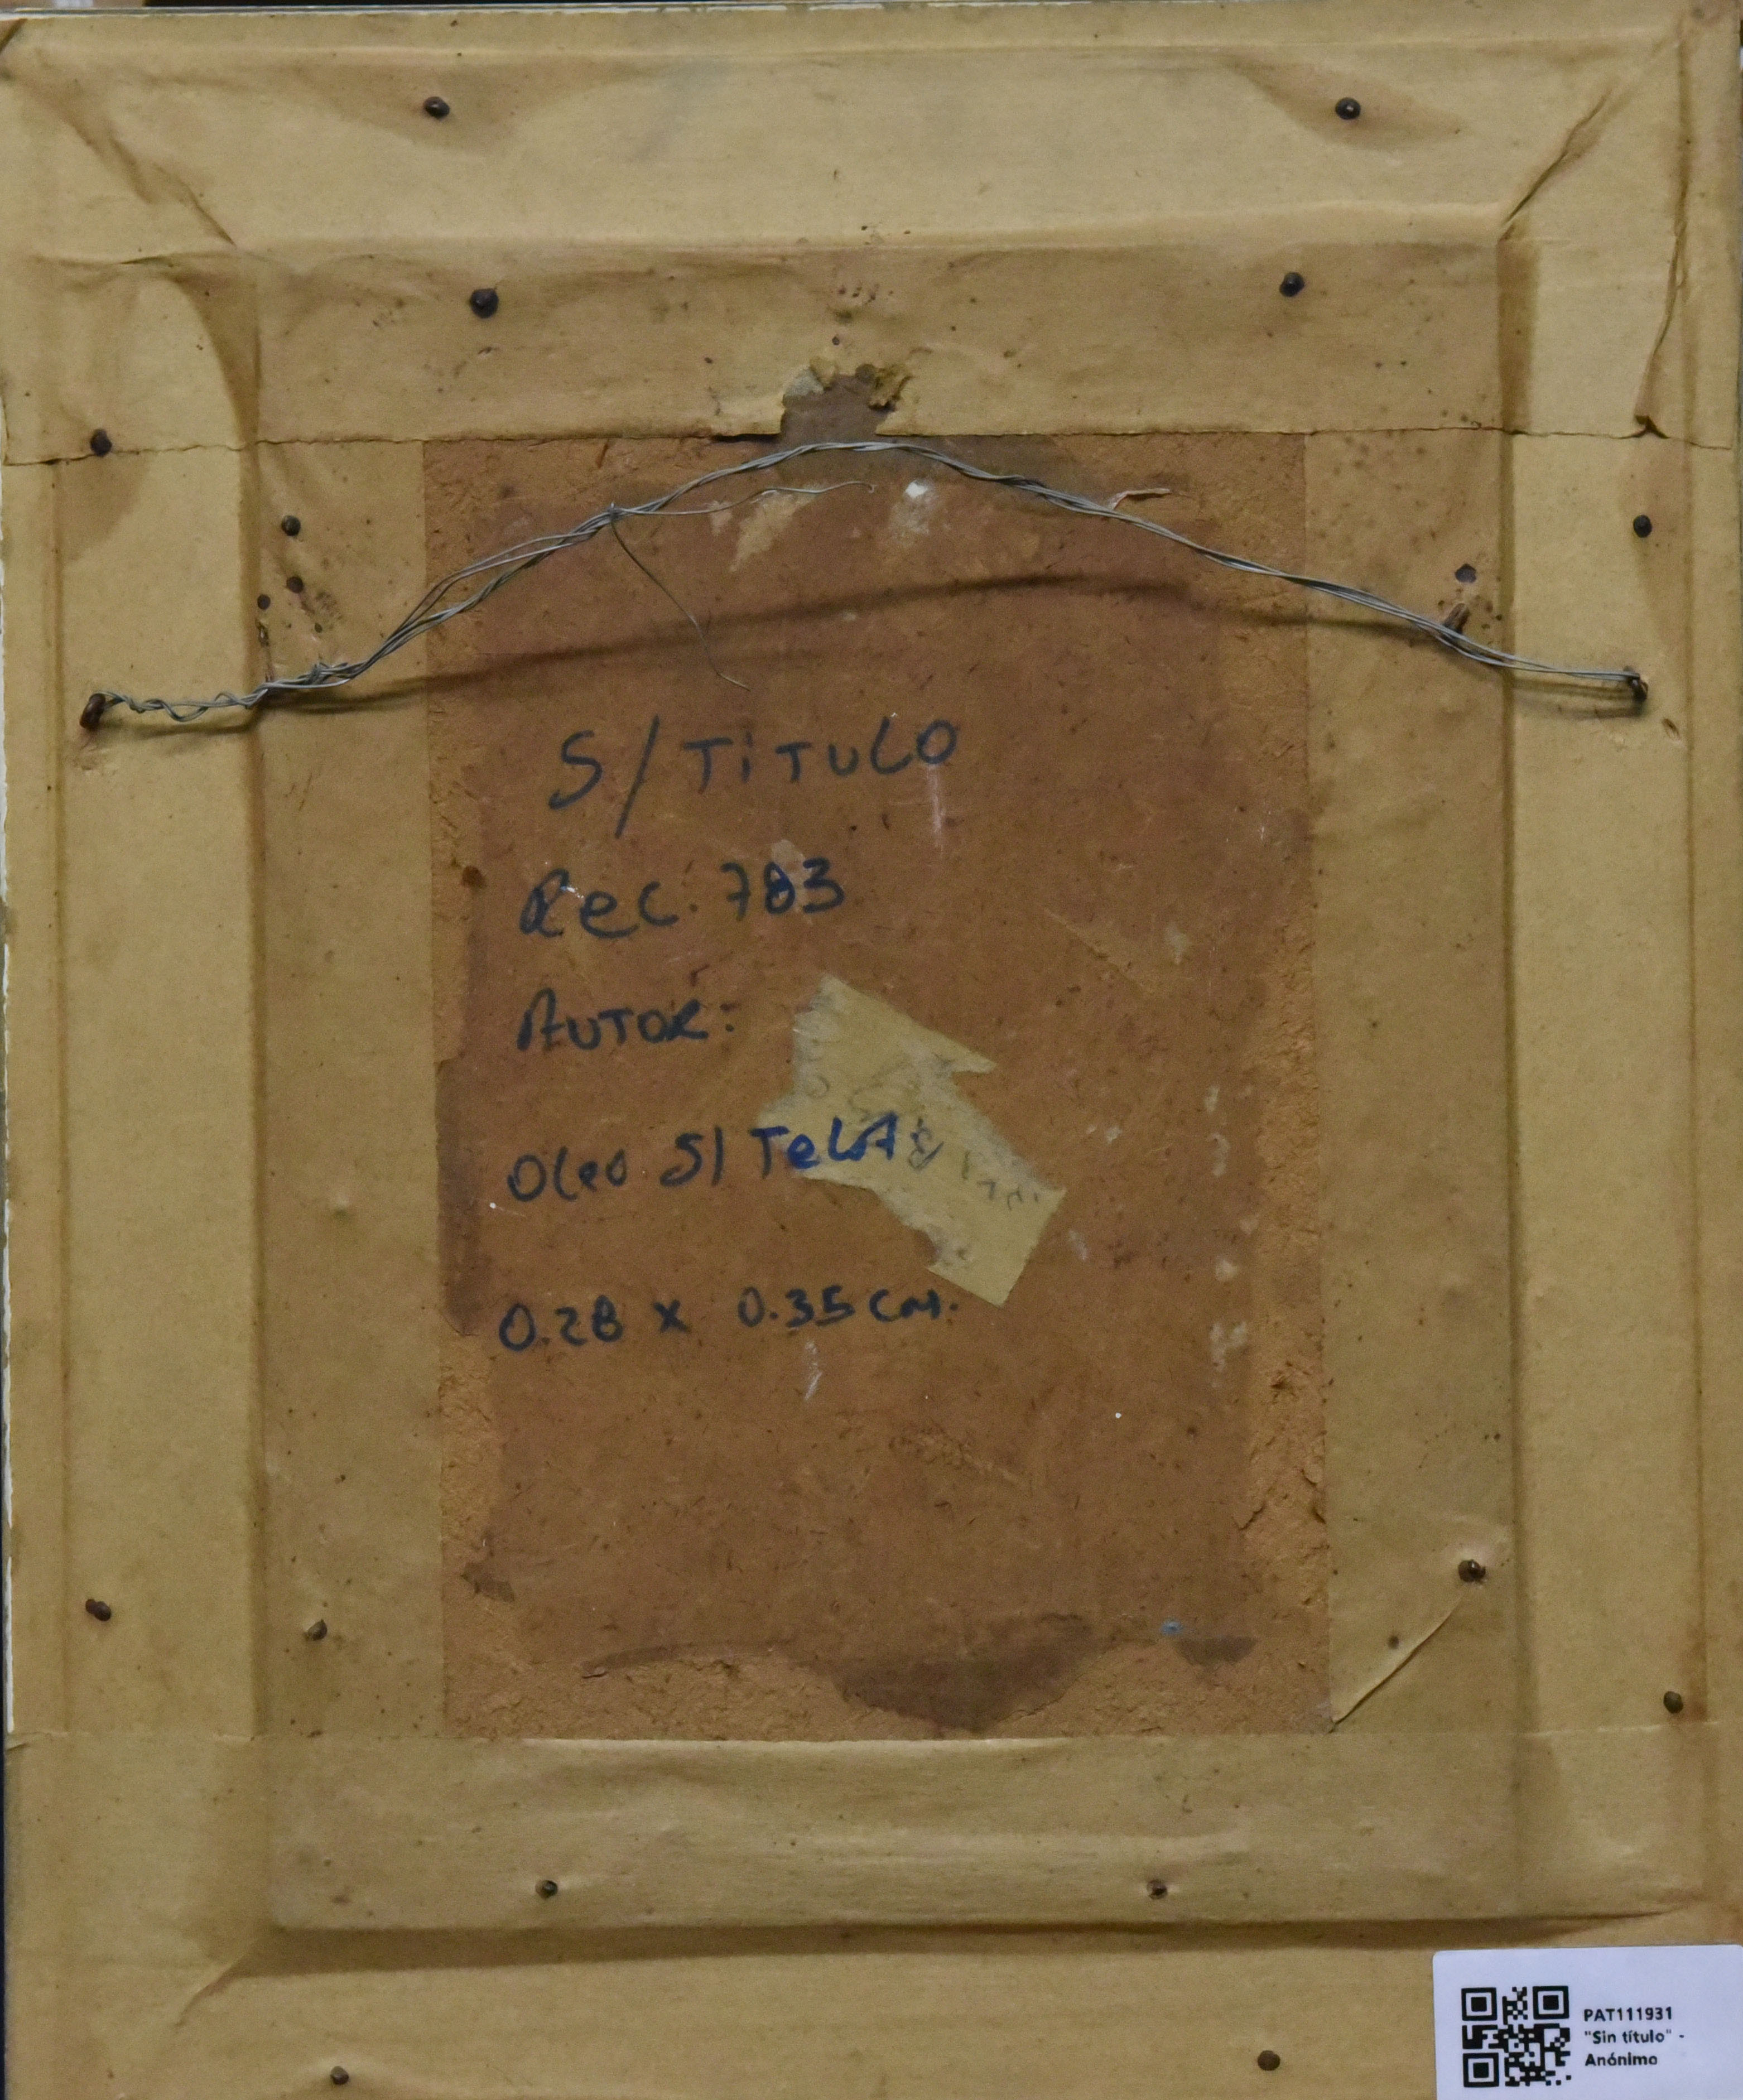 S/TiTULO
Rec. 783
AUTOR:
Oleo S/ TeLA
0.28 x 0.35 cm.
PAT111931
"Sin título" -
Anónimo